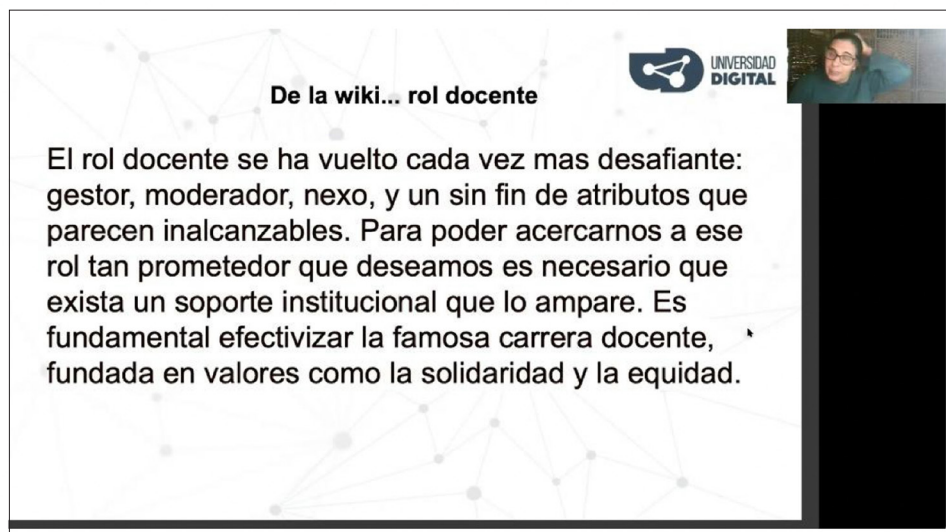 UNIVERSIDAD
DIGITAL
De la wiki... rol docente
El rol docente se ha vuelto cada vez mas desafiante:
gestor, moderador, nexo, y un sin fin de atributos que
parecen inalcanzables. Para poder acercarnos a ese
rol tan prometedor que deseamos es necesario que
exista un soporte institucional que lo ampare. Es
fundamental efectivizar la famosa carrera docente,
fundada en valores como la solidaridad y la equidad.